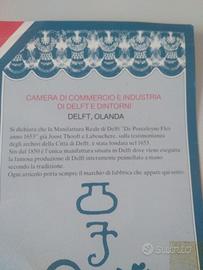 CAMERA DI COMMERCIO E INDUSTRIA
DI DELFT E DINTORNI
DELFT, OLANDA
Si dichiara che la Manifattura Reale di Delft "De Porceleyne Fles
anno 1653" già Joost Thooft e Labouchere, sulla testimonianza
degli archivi della Città di Delft, è stata fondata nel 1653.
Sin dal 1850 è l'unica manifattura situata in Delft dove viene eseguita
la famosa produzione di Delft interamente pennellato a mano
secondo la tradizione.
Ogni articolo porta sempre il marchio di fabbrica che appare qui sotto.
Subito